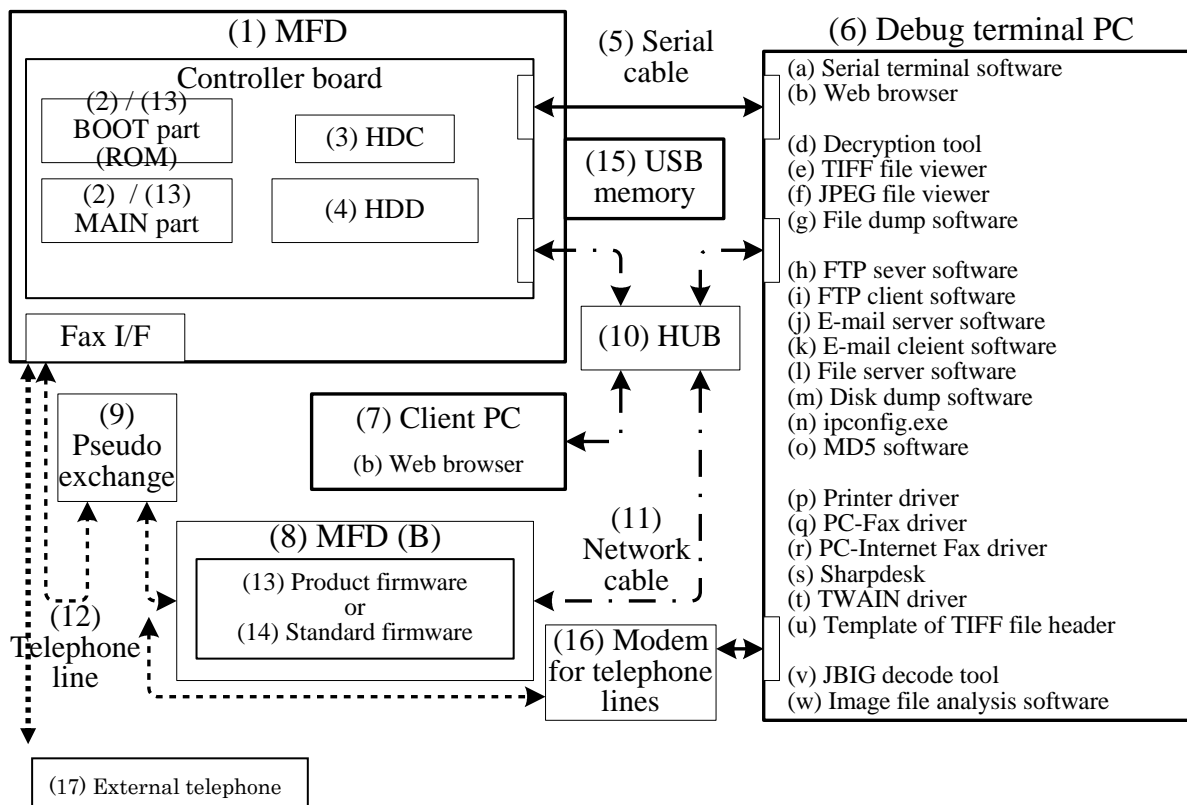 (1) MFD
Controller board
(2) / (13)
BOOT part
(ROM)
(3) HDC
(2) / (13)
MAIN part
(4) HDD
Fax I/F
(5) Serial
cable
(15) USB
memory
(10) HUB
(7) Client PC
(b) Web browser
(9)
Pseudo
exchange
(8) MFD (B)
(13) Product firmware
or
(14) Standard firmware
(11)
Network
cable
(12)
Telephone
line
(16) Modem
for telephone
lines
(17) External telephone
(6) Debug terminal PC
(a) Serial terminal software
(b) Web browser
(d) Decryption tool
(e) TIFF file viewer
(f) JPEG file viewer
(g) File dump software
(h) FTP sever software
(i) FTP client software
(j) E-mail server software
(k) E-mail cleient software
(l) File server software
(m) Disk dump software
(n) ipconfig.exe
(o) MD5 software
(p) Printer driver
(q) PC-Fax driver
(r) PC-Internet Fax driver
(s) Sharpdesk
(t) TWAIN driver
(u) Template of TIFF file header
(v) JBIG decode tool
(w) Image file analysis software